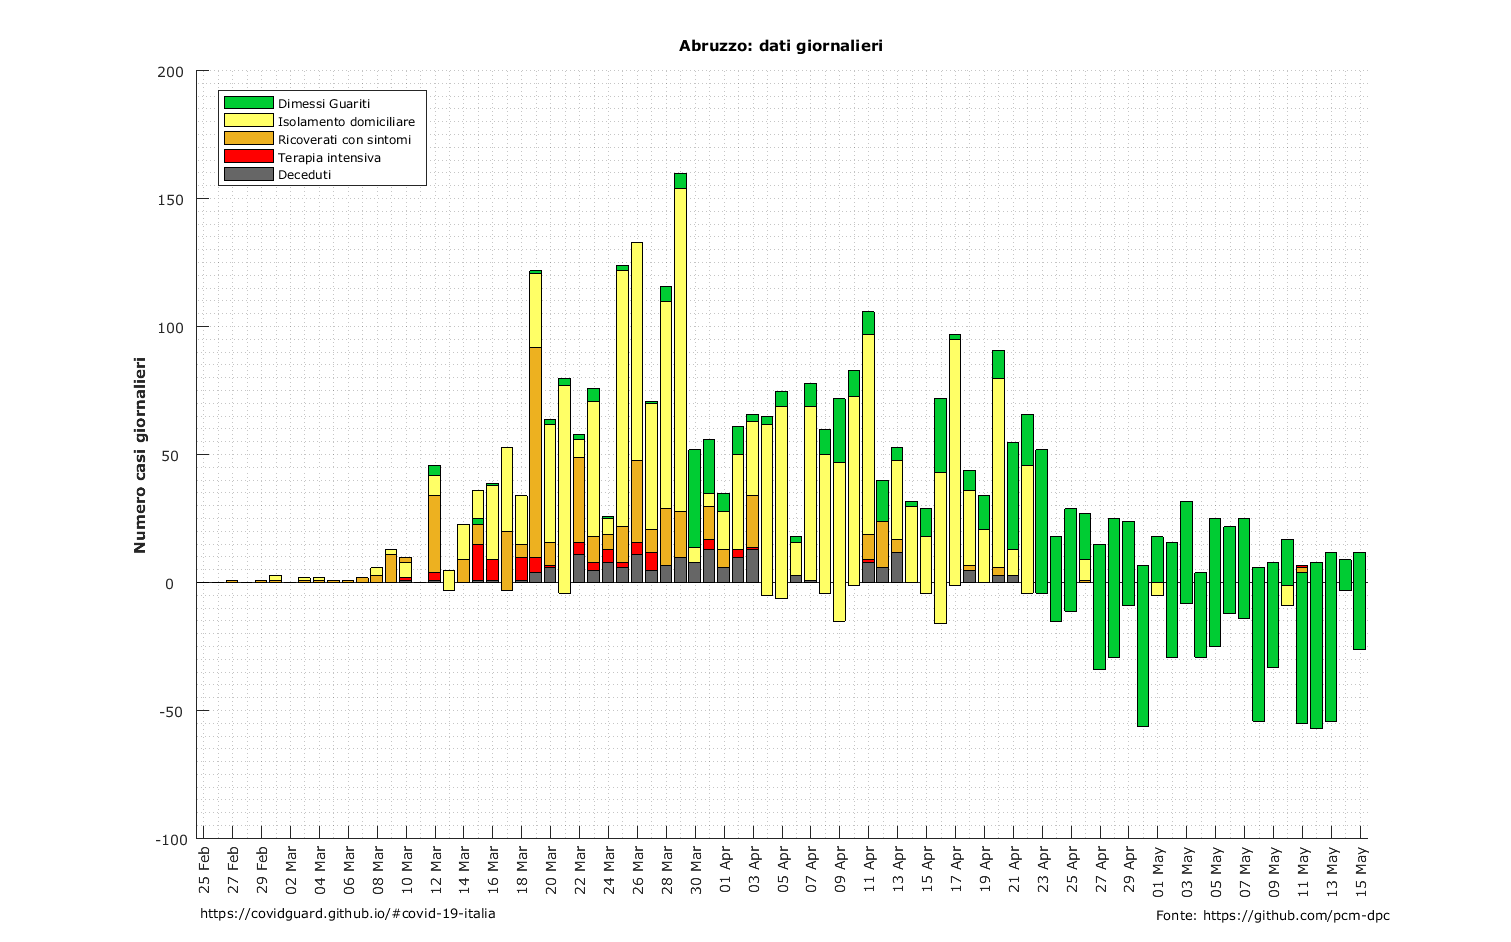 Abruzzo: dati giornalieri
200
150
100
50
0
-50
-100
Numero casi giornalieri
Dimessi Guariti
Isolamento domiciliare
Ricoverati con sintomi
Terapia intensiva
Deceduti
25 Feb
27 Feb
29 Feb
02 Mar
04 Mar
06 Mar
08 Mar
10 Mar
12 Mar
14 Mar
16 Mar
18 Mar
20 Mar
22 Mar
24 Mar
26 Mar
28 Mar
30 Mar
01 Apr
03 Apr
05 Apr
07 Apr
09 Apr
11 Apr
13 Apr
15 Apr
17 Apr
19 Apr
21 Apr
23 Apr
25 Apr
27 Apr
29 Apr
01 May
03 May
05 May
07 May
09 May
11 May
13 May
15 May
https://covidguard.github.io/#covid-19-italia
Fonte: https://github.com/pcm-dpc